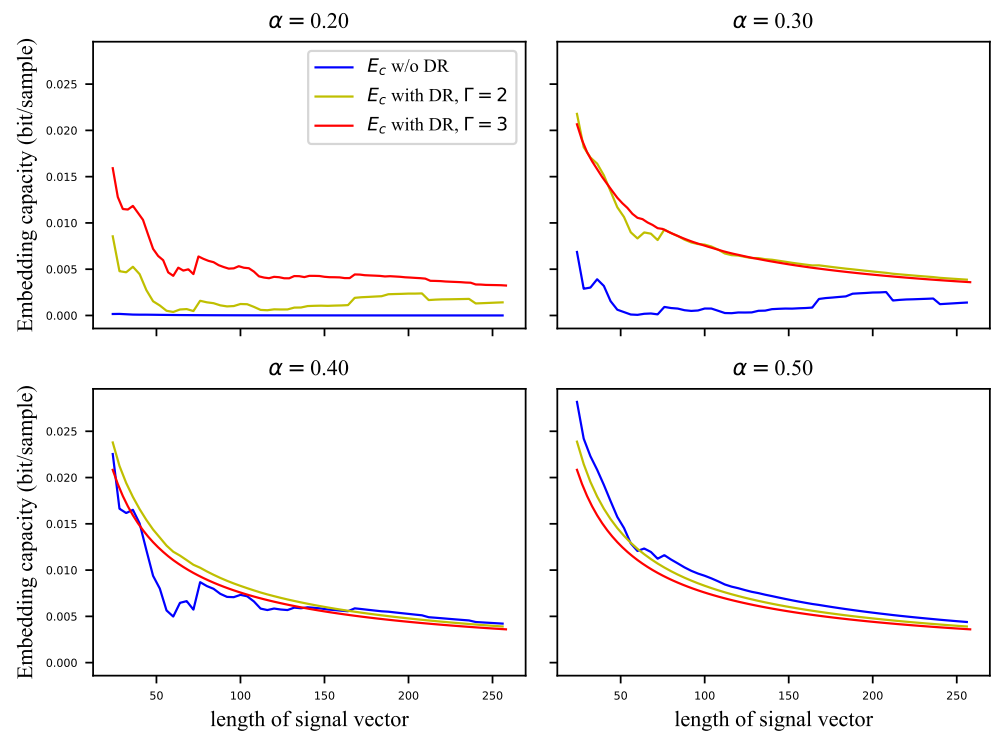 α = 0.20
α = 0.30
Embedding capacity (bit/sample)
0.025
0.020
0.015
0.010
0.005
0.000
E_c w/o DR
E_c with DR, Γ = 2
E_c with DR, Γ = 3
α = 0.40
α = 0.50
Embedding capacity (bit/sample)
0.025
0.020
0.015
0.010
0.005
0.000
50 100 150 200 250
50 100 150 200 250
length of signal vector
length of signal vector